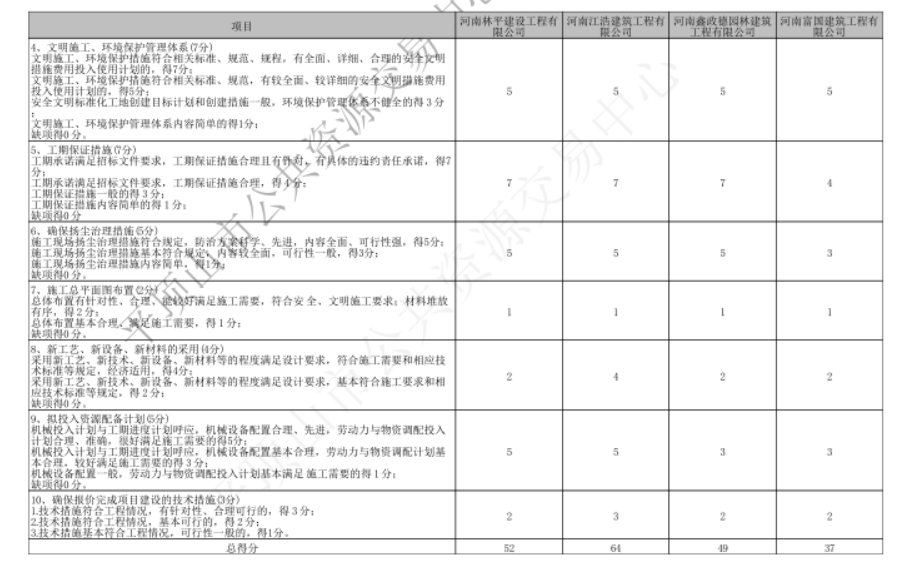 项目
河南林平建设工程有限公司
河南江浩建筑工程有限公司
河南鑫政德园林建筑工程有限公司
河南富国建筑工程有限公司
4、文明施工、环境保护管理体系(7分)
文明施工、环境保护措施符合相关标准、规范、规程，有全面、详细、合理的安全文明
措施费用投入使用计划的，得7分；
文明施工、环境保护措施符合相关标准、规范，有较全面、较详细的安全文明措施费用
投入使用计划的，得5分；
安全文明标准化工地创建目标计划和创建措施一般，环境保护管理体系不健全的得 3 分
；
文明施工、环境保护管理体系内容简单的得1分；
缺项得0 分。
5 5 5 5
5、工期保证措施(7分)
工期承诺满足招标文件要求，工期保证措施合理且有针对，有具体的违约责任承诺，得7
分；
工期承诺满足招标文件要求，工期保证措施合理，得 4 分；
工期保证措施一般的得 3 分；
工期保证措施内容简单的得 1 分；
缺项得0 分
7 7 7 4
6、确保扬尘治理措施(5分)
施工现场扬尘治理措施符合规定，防治方案科学、先进，内容全面、可行性强，得5分；
施工现场扬尘治理措施基本符合规定，内容较全面，可行性一般，得3分；
施工现场扬尘治理措施内容简单，得1分；
缺项得0 分。
5 5 5 3
7、施工总平面图布置(2分)
总体布置有针对性、合理、能较好满足施工需要，符合安全、文明施工要求；材料堆放
有序，得 2 分；
总体布置基本合理、满足施工需要，得 1 分；
缺项得0 分。
1 1 1 1
8、新工艺、新设备、新材料的采用(4分)
采用新工艺、新技术、新设备、新材料等的程度满足设计要求，符合施工需要和相应技
术标准等规定，经济适用，得4分；
采用新工艺、新技术、新设备、新材料等的程度满足设计要求，基本符合施工要求和相
应技术标准等规定，得 2 分；
缺项得0 分。
2 4 2 2
9、拟投入资源配备计划(5分)
机械投入计划与工期进度计划呼应，机械设备配置合理、先进，劳动力与物资调配投入
计划合理、准确，很好满足施工需要的得5分；
机械投入计划与工期进度计划呼应，机械设备配置基本合理，劳动力与物资调配计划基
本合理，较好满足施工需要的得 3 分；
机械设备配置一般，劳动力与物资调配投入计划基本满足 施工需要的得 1 分；
缺项得0 分。
5 5 3 3
10、确保报价完成项目建设的技术措施(3分)
1.技术措施符合工程情况，有针对性、合理可行的，得 3 分；
2.技术措施符合工程情况，基本可行的，得 2 分；
3.技术措施基本符合工程情况，可行性一般的，得1分。
2 3 2 2
总得分 52 64 49 37
平顶山市公共资源交易中心
平顶山市公共资源交易中心